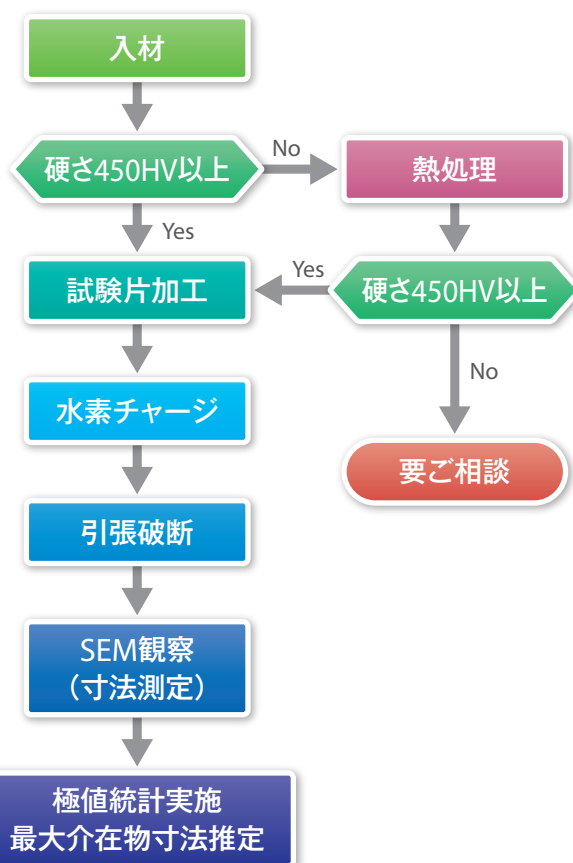 入材
硬さ450HV以上
No
熱処理
Yes
試験片加工
Yes
硬さ450HV以上
No
水素チャージ
要ご相談
引張破断
SEM観察
(寸法測定)
極値統計実施
最大介在物寸法推定